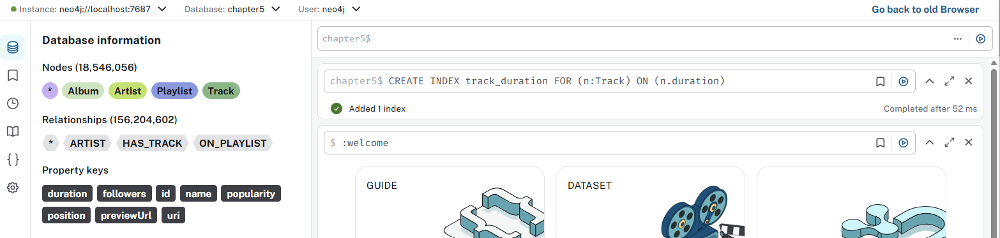 Instance: neo4j://localhost:7687 Database: chapter5 User: neo4j Go back to old Browser
Database information
Nodes (18,546,056)
* Album Artist Playlist Track
Relationships (156,204,602)
* ARTIST HAS_TRACK ON_PLAYLIST
Property keys
duration followers id name popularity
position previewUrl uri
chapter5$
chapter5$ CREATE INDEX track_duration FOR (n:Track) ON (n.duration)
Added 1 index Completed after 52 ms
$ :welcome
GUIDE DATASET